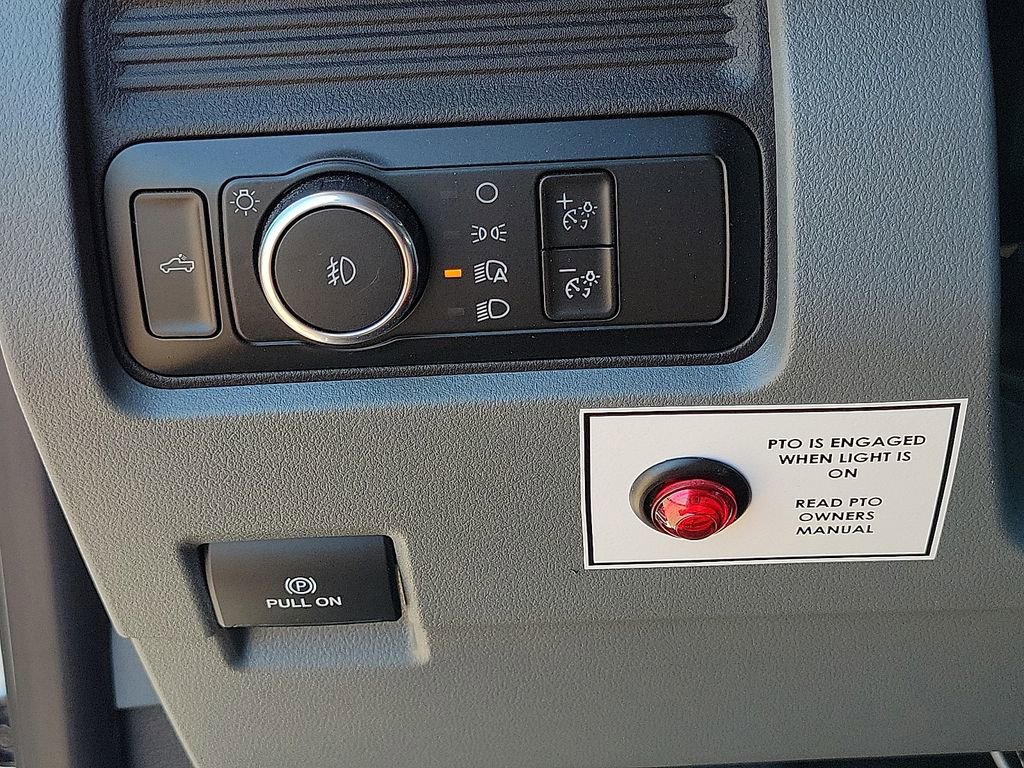 PTO IS ENGAGED
WHEN LIGHT IS
ON
READ PTO
OWNERS
MANUAL
P
PULL ON